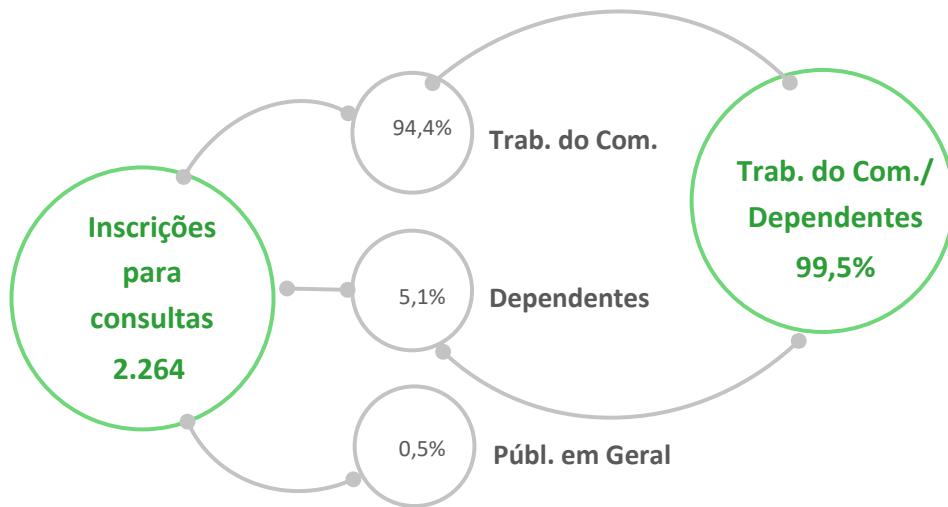 Inscrições
para
consultas
2.264
94,4%
Trab. do Com.
5,1%
Dependentes
0,5%
Públ. em Geral
Trab. do Com./
Dependentes
99,5%